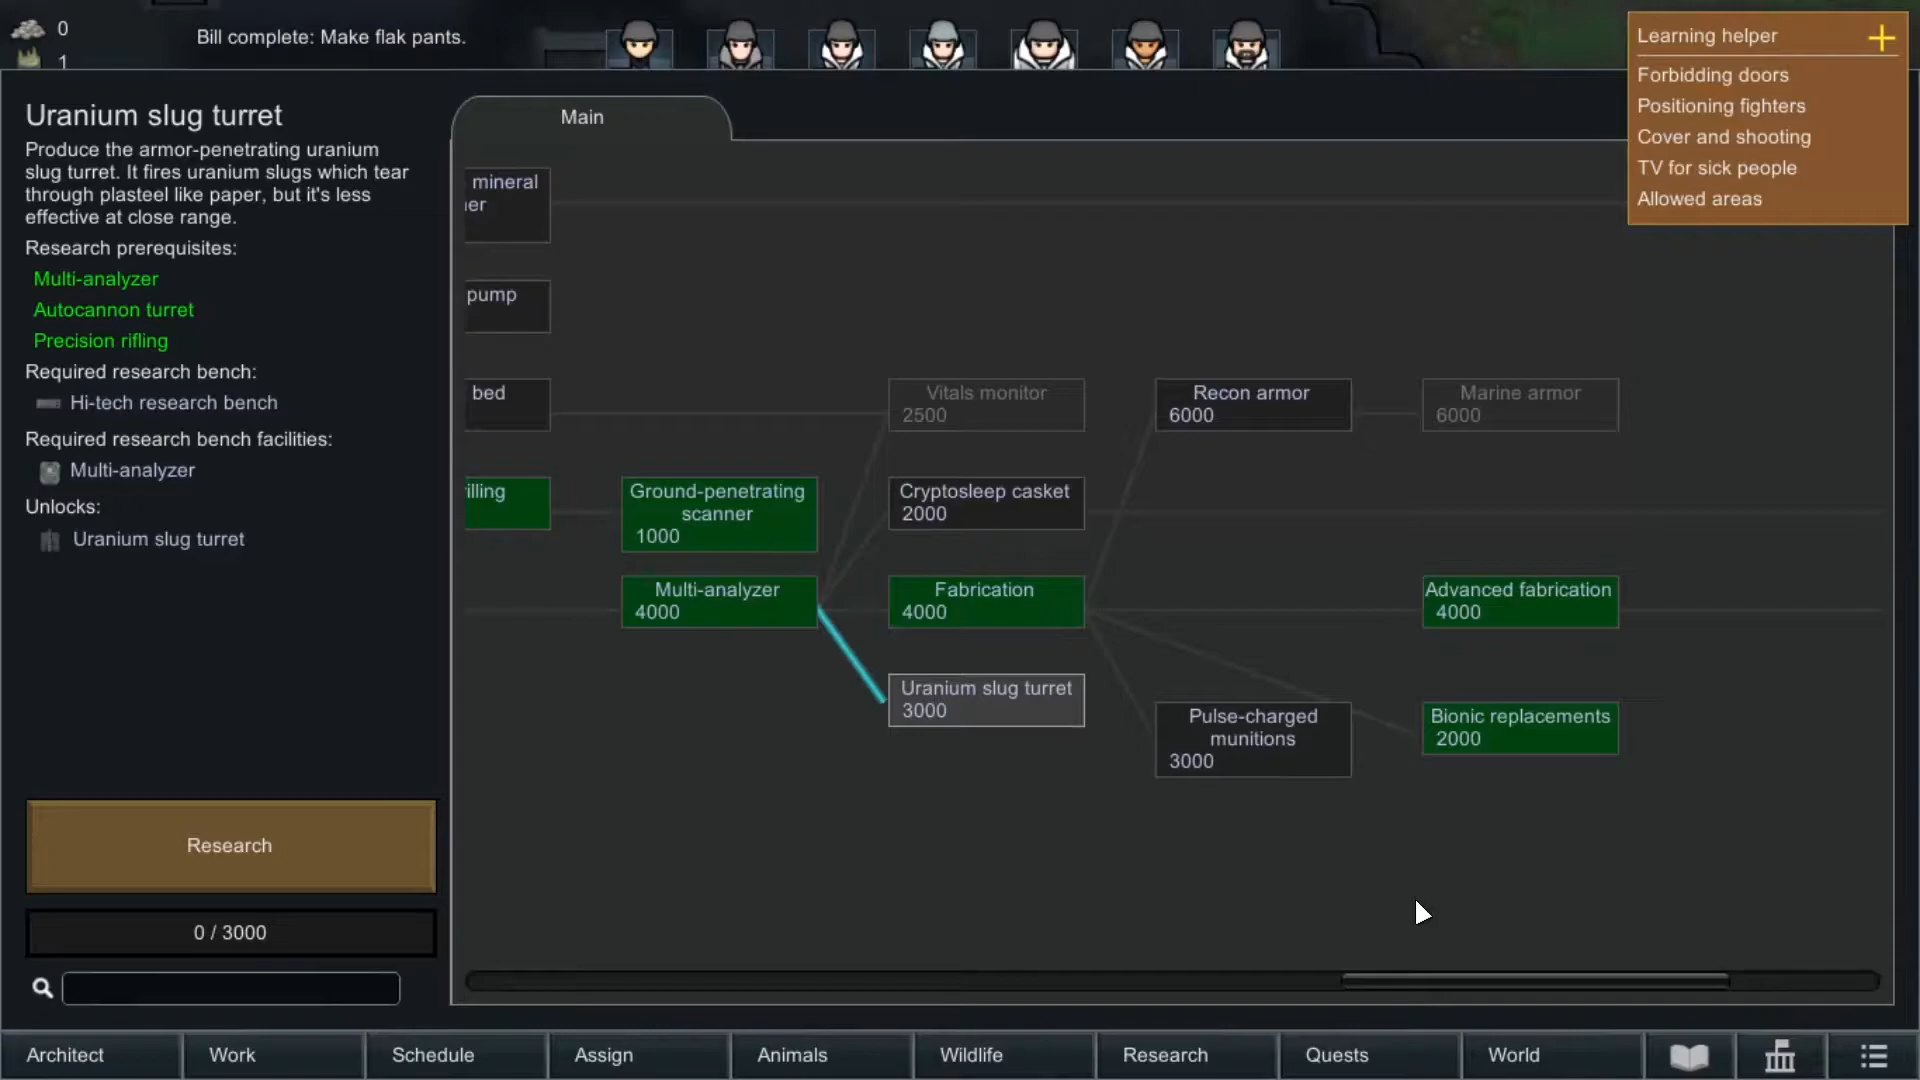 0
1
Bill complete: Make flak pants.
Learning helper
Forbidding doors
Positioning fighters
Cover and shooting
TV for sick people
Allowed areas
Uranium slug turret
Produce the armor-penetrating uranium
slug turret. It fires uranium slugs which tear
through plasteel like paper, but it's less
effective at close range.
Research prerequisites:
Multi-analyzer
Autocannon turret
Precision rifling
Required research bench:
Hi-tech research bench
Required research bench facilities:
Multi-analyzer
Unlocks:
Uranium slug turret
Research
0 / 3000
Main
mineral
er
pump
bed
illing
Ground-penetrating
scanner
1000
Multi-analyzer
4000
Vitals monitor
2500
Cryptosleep casket
2000
Fabrication
4000
Uranium slug turret
3000
Recon armor
6000
Pulse-charged
munitions
3000
Marine armor
6000
Advanced fabrication
4000
Bionic replacements
2000
Architect
Work
Schedule
Assign
Animals
Wildlife
Research
Quests
World